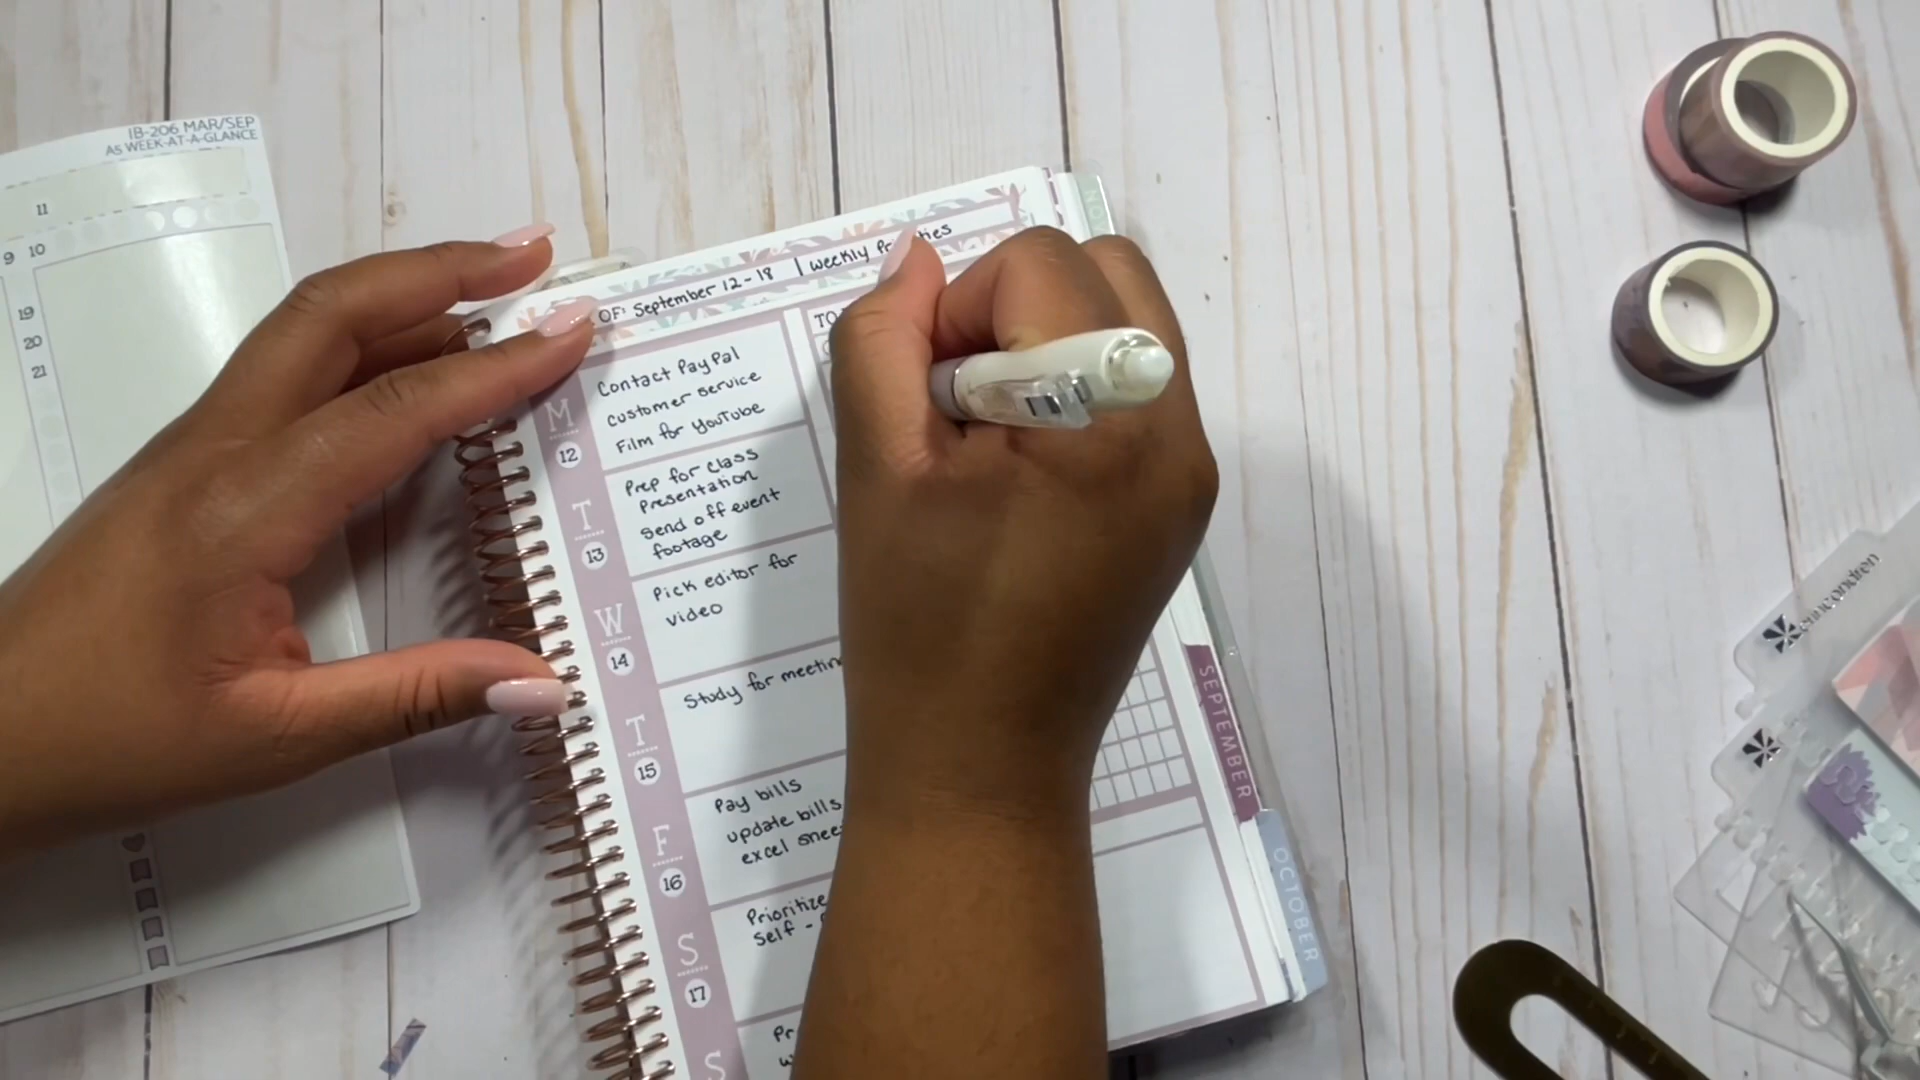 IB-206 MAR/SEP
A5 WEEK-AT-A-GLANCE
11
9 10
19
20
21
OF: September 12-18 | Weekly
TO
M
12
Contact PayPal
customer service
Film for YouTube
T
13
Prep for class
Presentation
Send off event
footage
W
14
Pick editor for
video
T
15
Study for
F
16
Pay bills
update bills
excel
S
17
Prioritize
Self -
S
SEPTEMBER
OCTOBER
erincondren